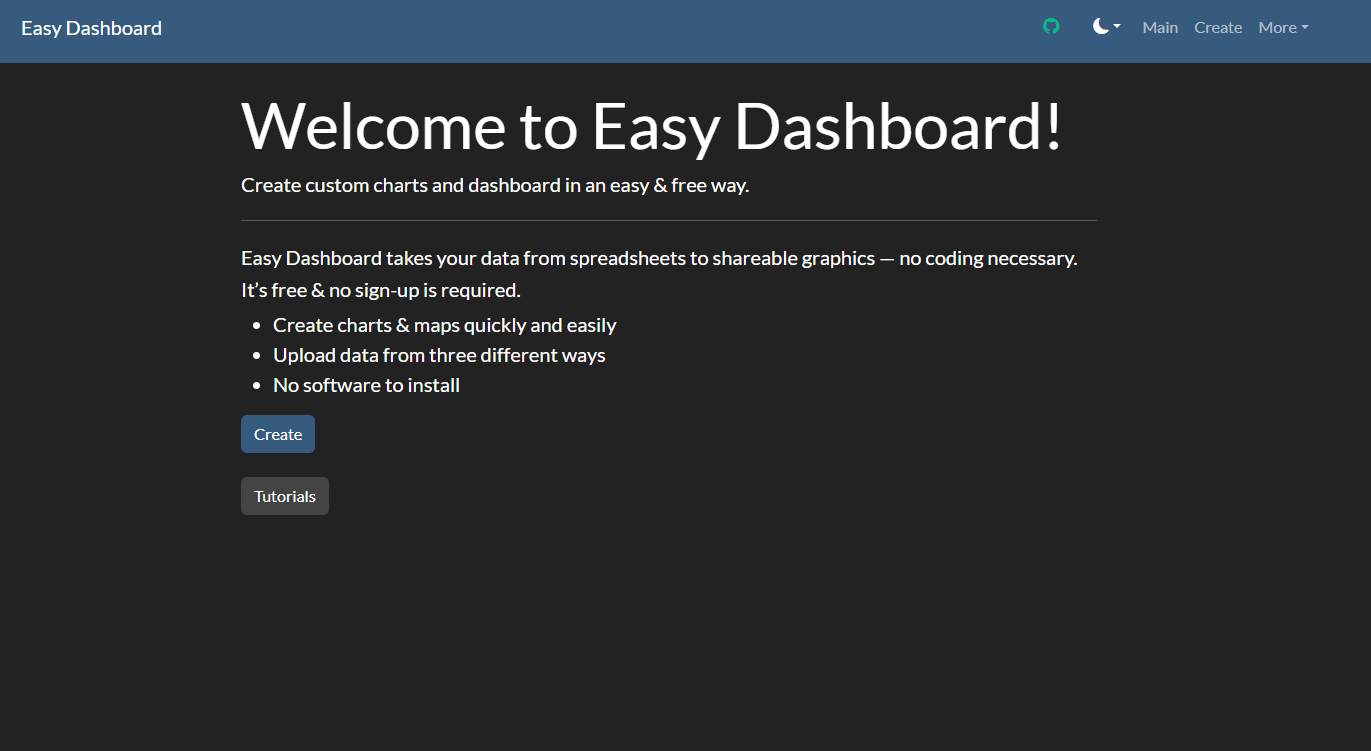 Easy Dashboard
Main
Create
More
Welcome to Easy Dashboard!
Create custom charts and dashboard in an easy & free way.
Easy Dashboard takes your data from spreadsheets to shareable graphics — no coding necessary.
It’s free & no sign-up is required.
Create charts & maps quickly and easily
Upload data from three different ways
No software to install
Create
Tutorials